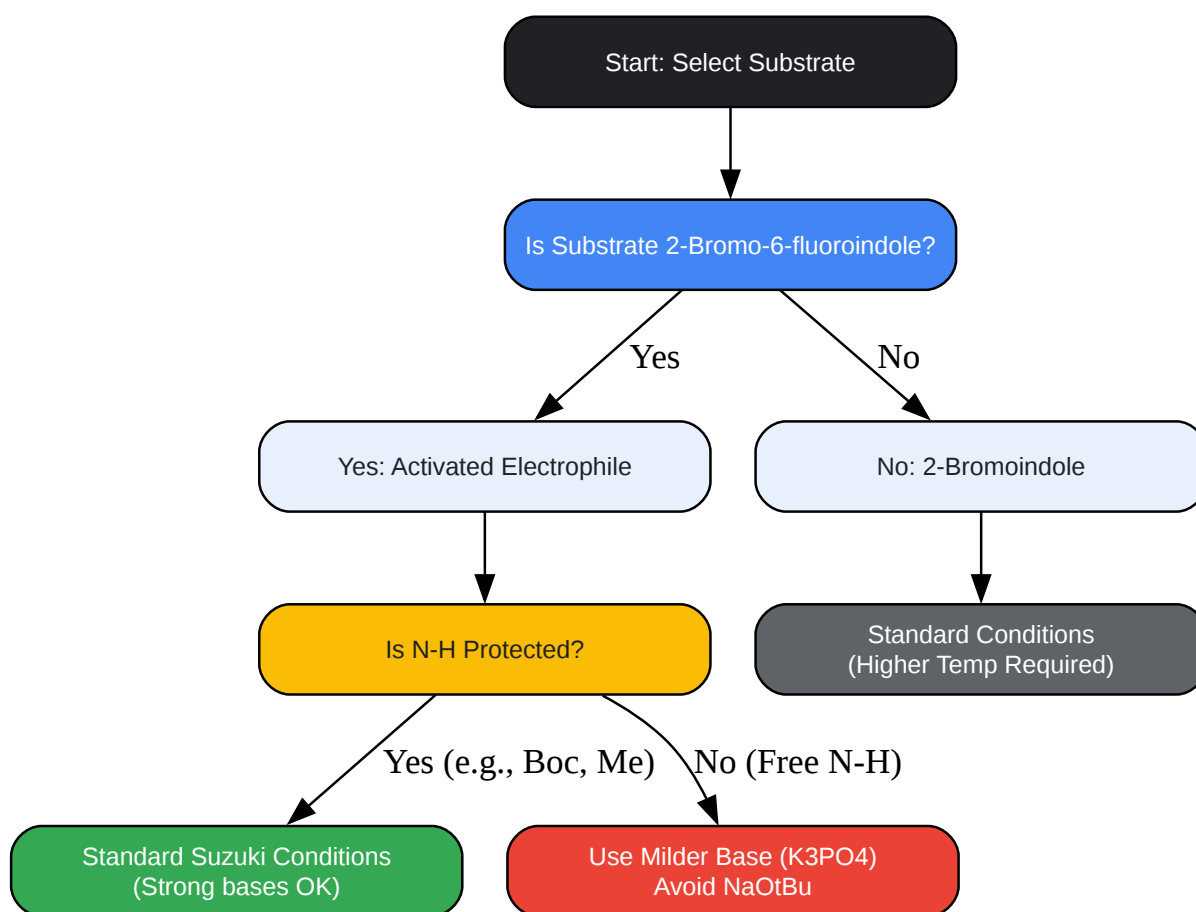 Start: Select Substrate
Is Substrate 2-Bromo-6-fluoroindole?
Yes
No
Yes: Activated Electrophile
No: 2-Bromoindole
Is N-H Protected?
Standard Conditions
(Higher Temp Required)
Yes (e.g., Boc, Me)
No (Free N-H)
Standard Suzuki Conditions
(Strong bases OK)
Use Milder Base (K3PO4)
Avoid NaOtBu